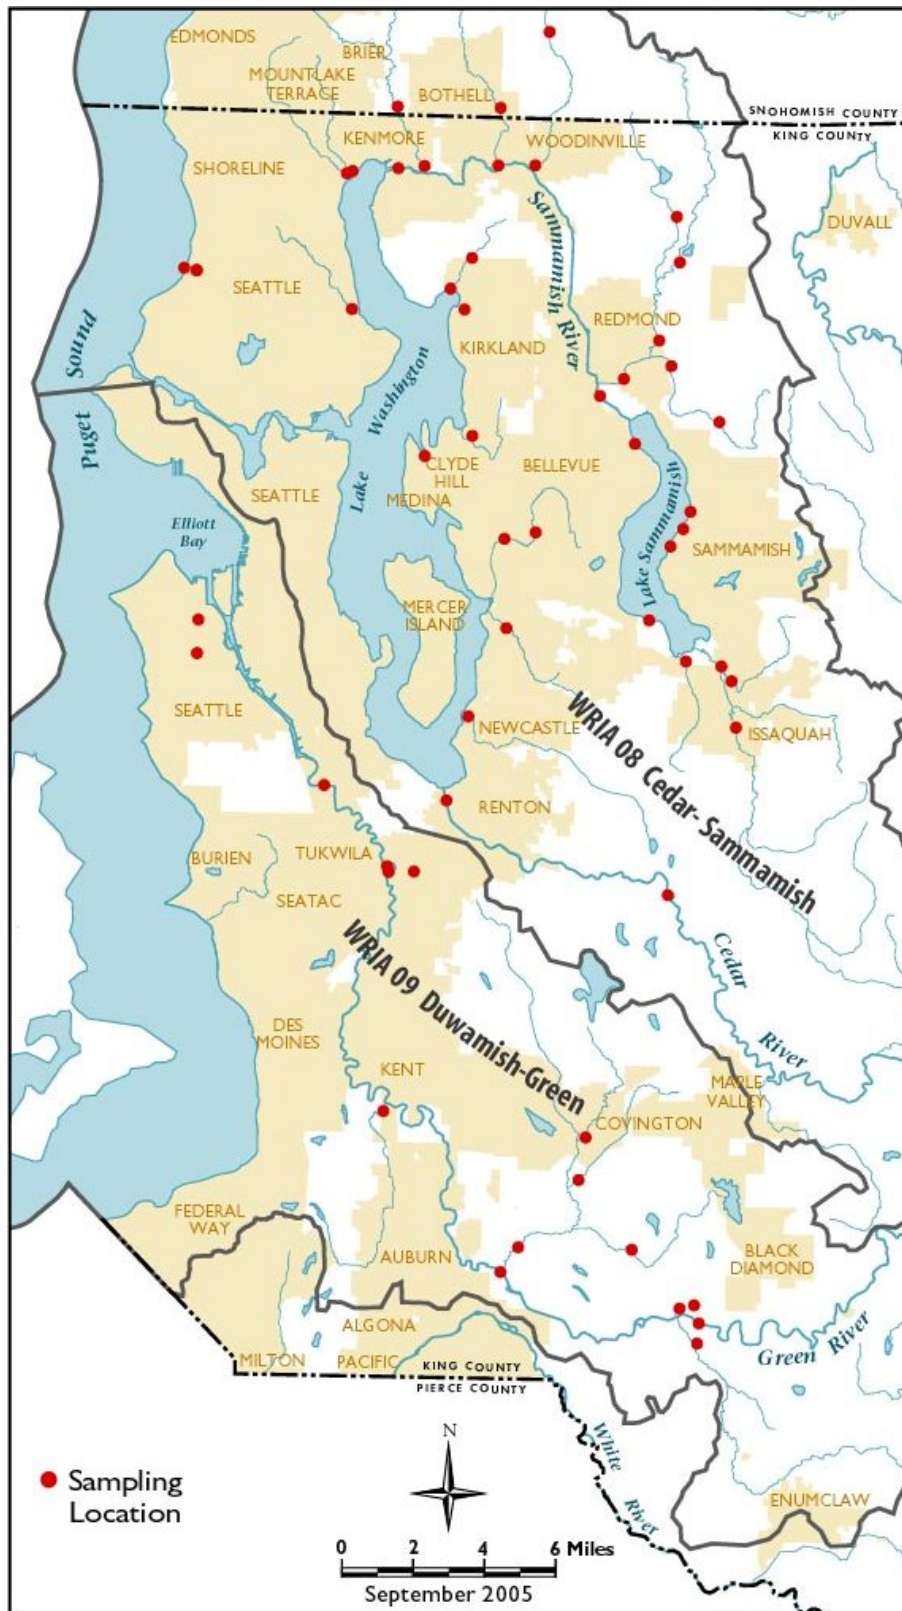 EDMONDS
BRIER
MOUNTLAKE
TERRACE
BOTHELL
SNOHOMISH COUNTY
KING COUNTY
KENMORE
WOODINVILLE
SHORELINE
DUVALL
Sammamish River
SEATTLE
REDMOND
Puget Sound
KIRKLAND
Lake Washington
CLYDE
HILL
BELLEVUE
MEDINA
SEATTLE
Elliott
Bay
Lake Sammamish
SAMMAMISH
MERCER
ISLAND
SEATTLE
NEWCASTLE
WRIA 08 Cedar-Sammamish
ISSAQUAH
RENTON
TUKWILA
BURIEN
SEATAC
WRIA 09 Duwamish-Green
Cedar River
DES
MOINES
KENT
MAPLE
VALLEY
COVINGTON
FEDERAL
WAY
AUBURN
BLACK
DIAMOND
ALGONA
Green River
MILTON
PACIFIC
KING COUNTY
PIERCE COUNTY
White River
N
Sampling
Location
ENUMCLAW
0 2 4 6 Miles
September 2005